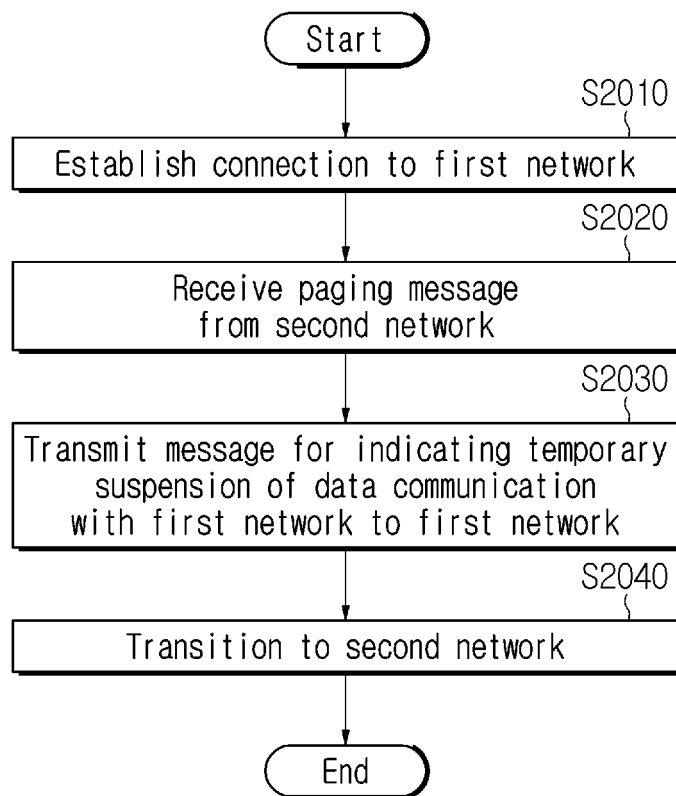 Start
S2010
Establish connection to first network
S2020
Receive paging message
from second network
S2030
Transmit message for indicating temporary
suspension of data communication
with first network to first network
S2040
Transition to second network
End